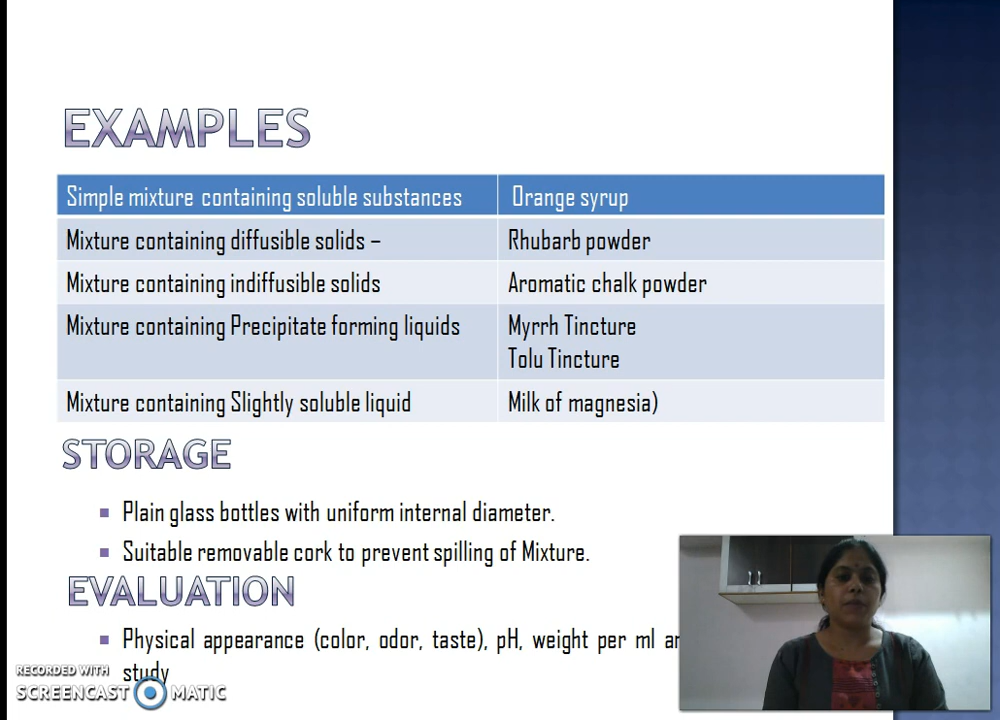 EXAMPLES
Simple mixture containing soluble substances Orange syrup
Mixture containing diffusible solids – Rhubarb powder
Mixture containing indiffusible solids Aromatic chalk powder
Mixture containing Precipitate forming liquids Myrrh Tincture
Tolu Tincture
Mixture containing Slightly soluble liquid Milk of magnesia)
STORAGE
Plain glass bottles with uniform internal diameter.
Suitable removable cork to prevent spilling of Mixture.
EVALUATION
Physical appearance (color, odor, taste), pH, weight per ml
study
RECORDED WITH
SCREENCAST MATIC